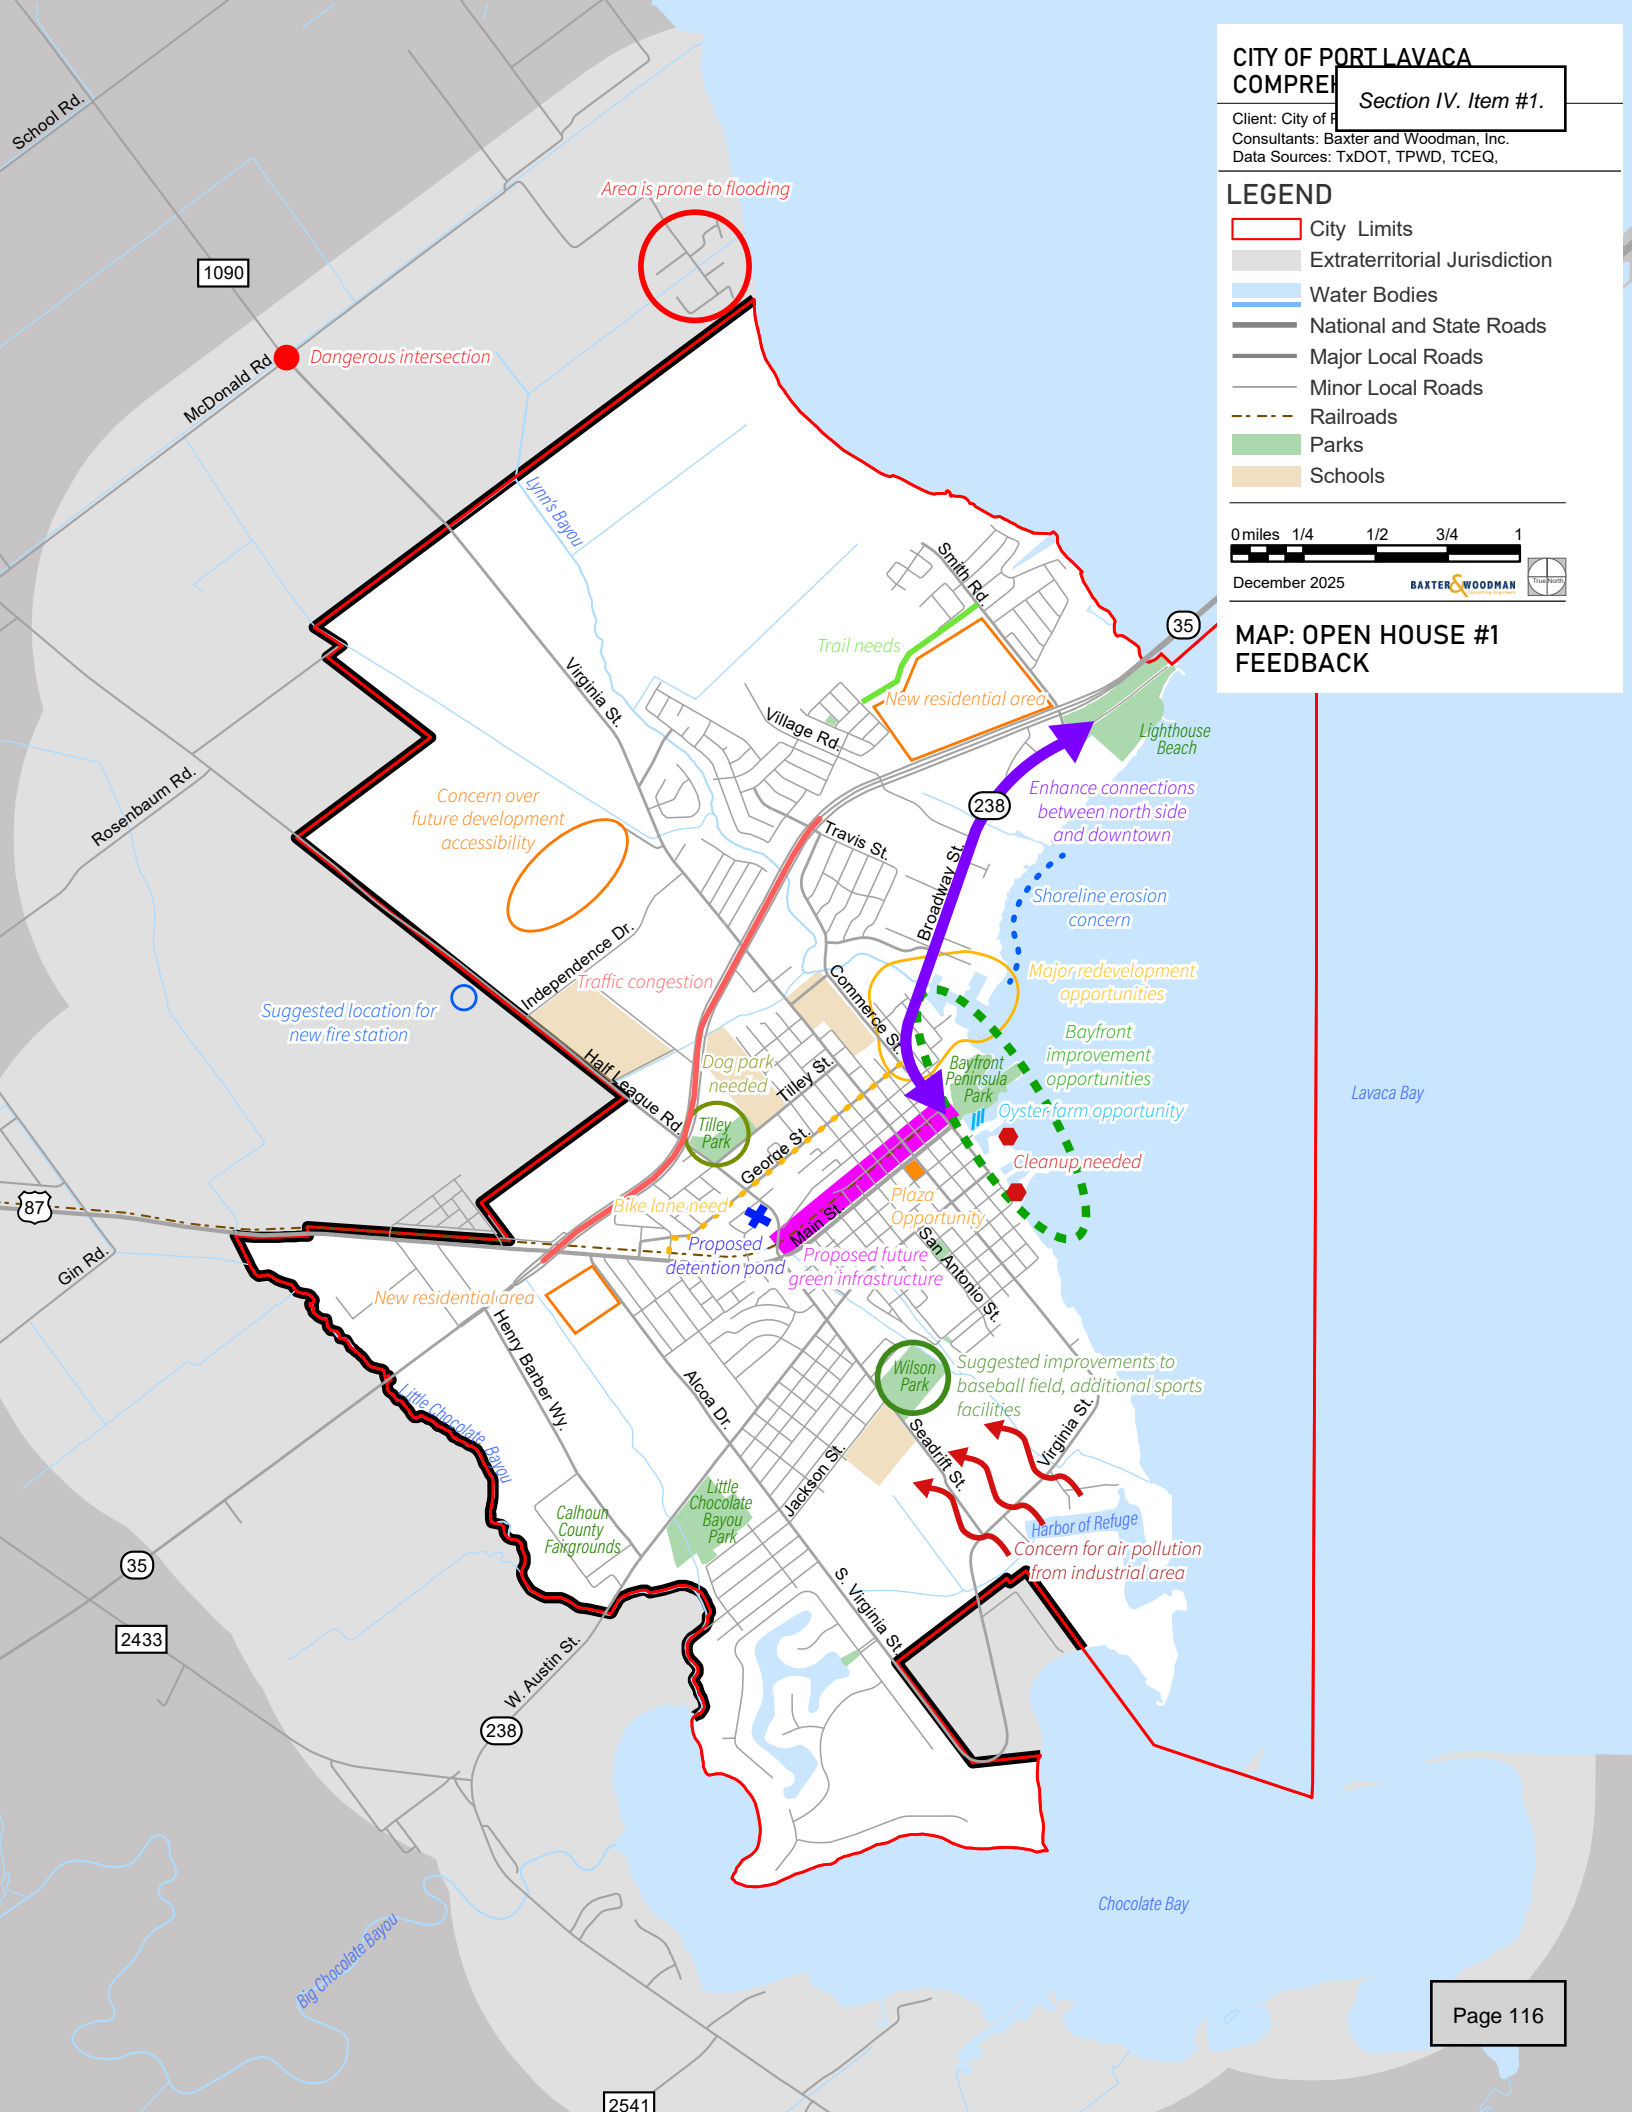 CITY OF PORT LAVACA
COMPREH
Section IV. Item #1.
Client: City of P
Consultants: Baxter and Woodman, Inc.
Data Sources: TxDOT, TPWD, TCEQ,
LEGEND
City Limits
Extraterritorial Jurisdiction
Water Bodies
National and State Roads
Major Local Roads
Minor Local Roads
Railroads
Parks
Schools
0 miles 1/4 1/2 3/4 1
December 2025
BAXTER & WOODMAN
Consulting Engineers
True North
MAP: OPEN HOUSE #1
FEEDBACK
School Rd.
Area is prone to flooding
1090
Dangerous intersection
McDonald Rd
Lynn's Bayou
Smith Rd.
35
Trail needs
Virginia St.
New residential area
Village Rd.
Lighthouse
Beach
Rosenbaum Rd.
Concern over
future development
accessibility
238
Enhance connections
between north side
and downtown
Travis St.
Broadway St.
Shoreline erosion
concern
Independence Dr.
Traffic congestion
Commerce St.
Major redevelopment
opportunities
Suggested location for
new fire station
Bayfront
improvement
opportunities
Half League Rd.
Dog park
needed
Tilley St.
Bayfront
Peninsula
Park
Lavaca Bay
Oyster farm opportunity
Tilley
Park
George St.
Cleanup needed
87
Bike lane need
Plaza
Opportunity
Main St.
Proposed
detention pond
Proposed future
green infrastructure
San Antonio St.
Gin Rd.
New residential area
Henry Barber Wy.
Alcoa Dr.
Wilson
Park
Suggested improvements to
baseball field, additional sports
facilities
Little Chocolate Bayou
Virginia St.
Seadrift St.
Jackson St.
Little
Chocolate
Bayou
Park
Calhoun
County
Fairgrounds
Harbor of Refuge
Concern for air pollution
from industrial area
35
S. Virginia St.
2433
W. Austin St.
238
Chocolate Bay
Big Chocolate Bayou
Page 116
2541